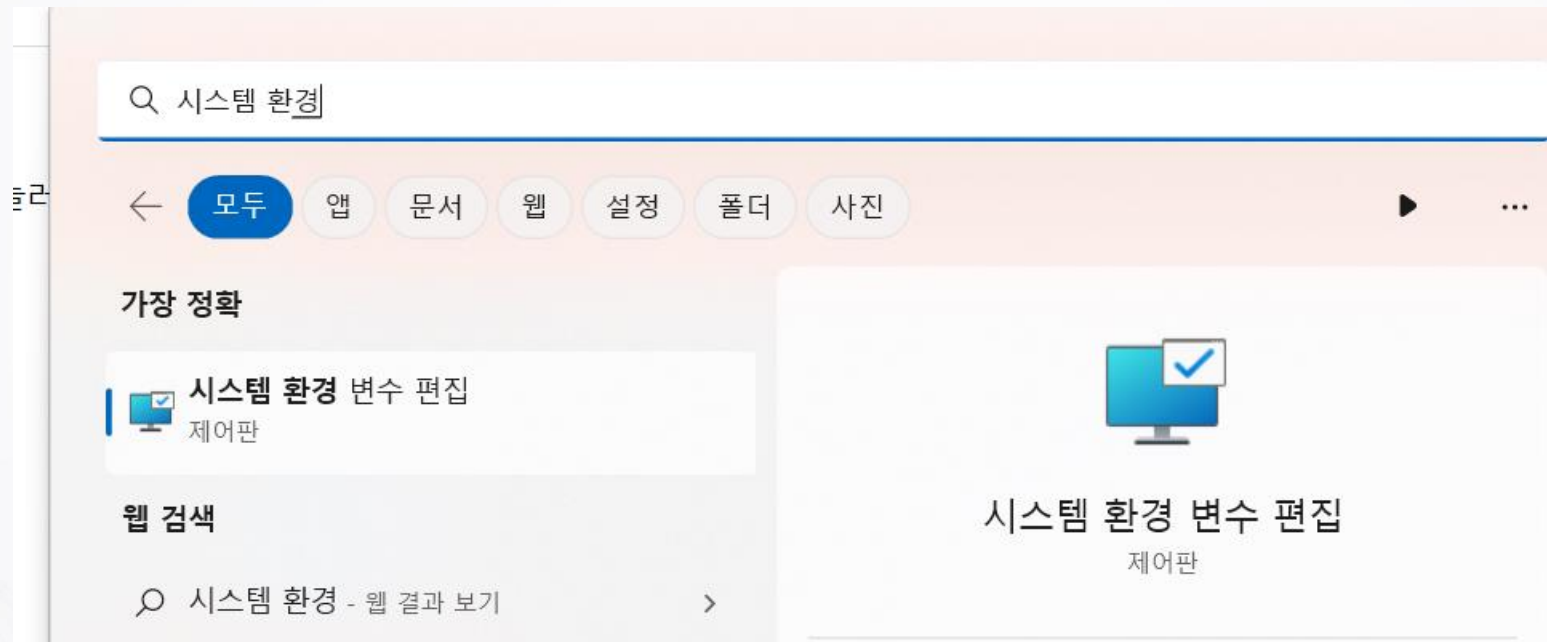 시스템 환경
눌러
모두 앱 문서 웹 설정 폴더 사진
가장 정확
시스템 환경 변수 편집
제어판
웹 검색
시스템 환경 - 웹 결과 보기
시스템 환경 변수 편집
제어판